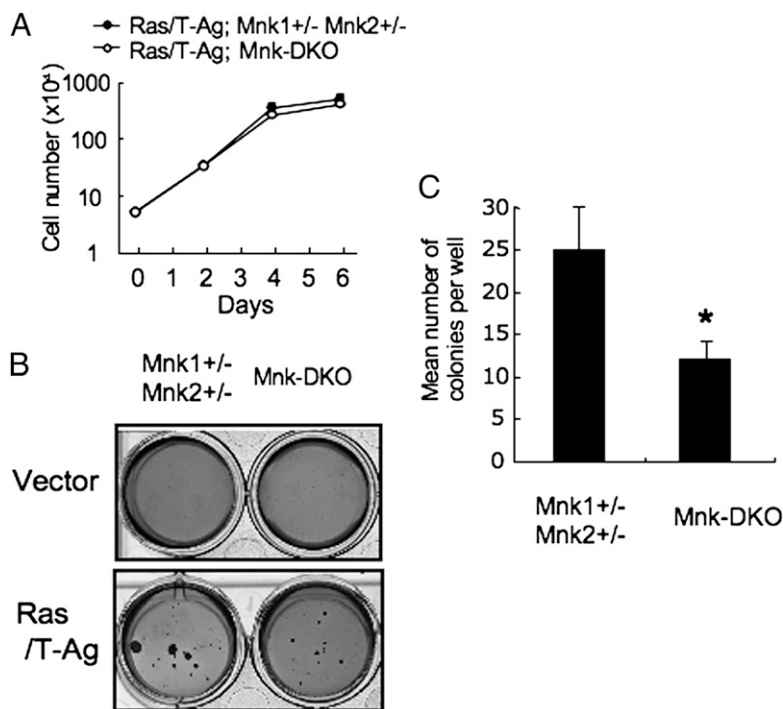 A
Ras/T-Ag; Mnk1+/- Mnk2+/-
Ras/T-Ag; Mnk-DKO
Cell number (x10⁴)
1000
100
10
1
0 1 2 3 4 5 6
Days
B
Mnk1+/-
Mnk2+/-
Mnk-DKO
Vector
Ras
/T-Ag
C
Mean number of
colonies per well
30
25
20
15
10
5
0
*
Mnk1+/-
Mnk2+/-
Mnk-DKO